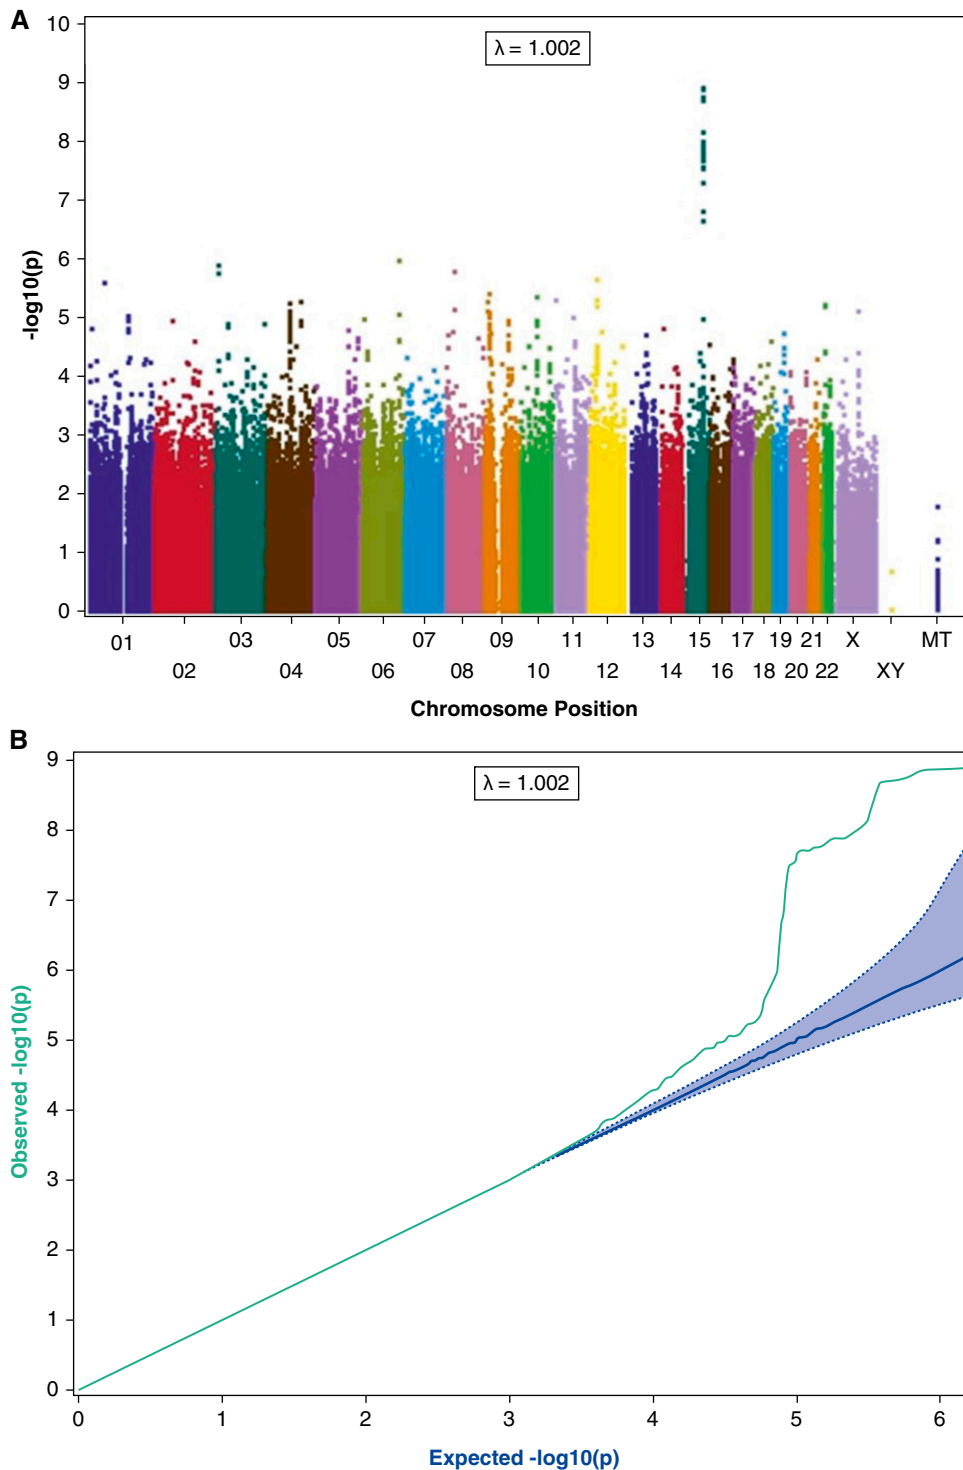 A
λ = 1.002
10
9
8
7
6
5
4
3
2
1
0
-log10(p)
01 03 04 05 07 09 11 13 15 17 19 21 X MT
02 04 06 08 10 12 14 16 18 20 22 XY
Chromosome Position
B
λ = 1.002
9
8
7
6
5
4
3
2
1
0
Observed -log10(p)
0 1 2 3 4 5 6
Expected -log10(p)